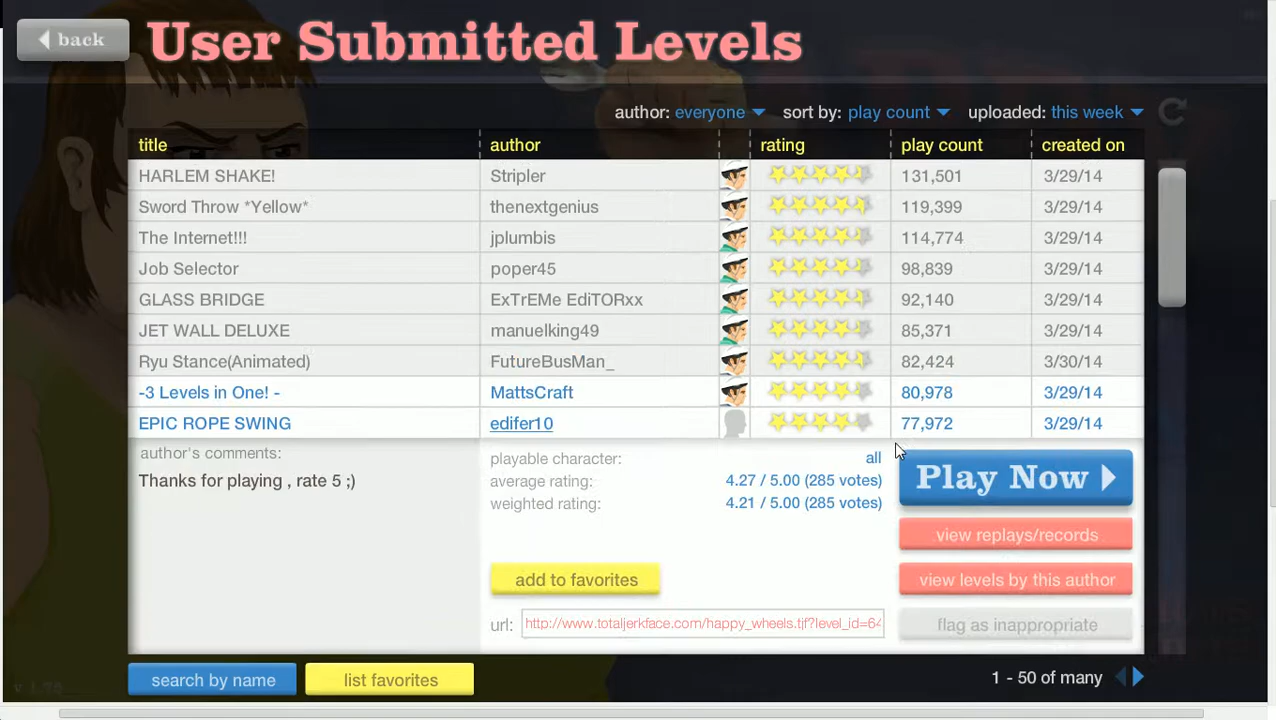 back
User Submitted Levels
author: everyone sort by: play count uploaded: this week
title author rating play count created on
HARLEM SHAKE! Stripler 131,501 3/29/14
Sword Throw *Yellow* thenextgenius 119,399 3/29/14
The Internet!!! jplumbis 114,774 3/29/14
Job Selector poper45 98,839 3/29/14
GLASS BRIDGE ExTrEMe EdiTORxx 92,140 3/29/14
JET WALL DELUXE manuelking49 85,371 3/29/14
Ryu Stance(Animated) FutureBusMan_ 82,424 3/30/14
-3 Levels in One! - MattsCraft 80,978 3/29/14
EPIC ROPE SWING edifer10 77,972 3/29/14
author's comments:
Thanks for playing , rate 5 ;)
playable character: all
average rating: 4.27 / 5.00 (285 votes)
weighted rating: 4.21 / 5.00 (285 votes)
add to favorites
url: http://www.totaljerkface.com/happy_wheels.tjf?level_id=64
Play Now
view replays/records
view levels by this author
flag as inappropriate
search by name list favorites 1 - 50 of many